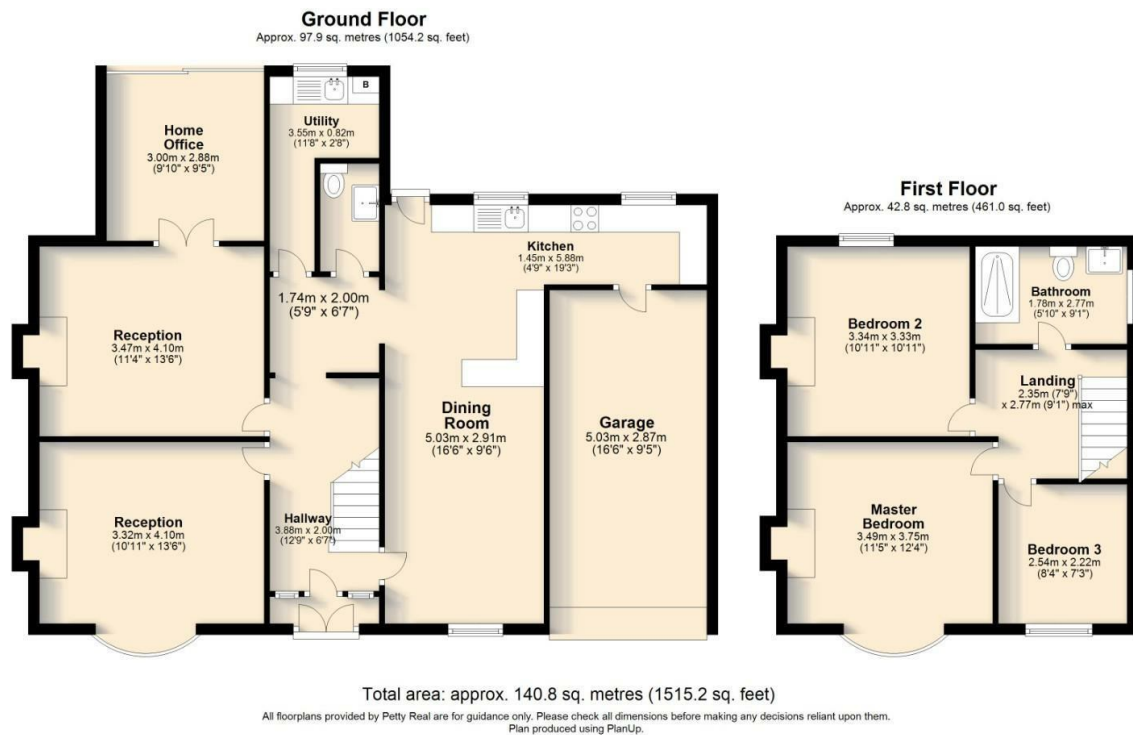 Ground Floor
Approx. 97.9 sq. metres (1054.2 sq. feet)
B
Utility
3.55m x 0.82m
(11'8" x 2'8")
Home
Office
3.00m x 2.88m
(9'10" x 9'5")
Kitchen
1.45m x 5.88m
(4'9" x 19'3")
1.74m x 2.00m
(5'9" x 6'7")
Reception
3.47m x 4.10m
(11'4" x 13'6")
Dining
Room
5.03m x 2.91m
(16'6" x 9'6")
Garage
5.03m x 2.87m
(16'6" x 9'5")
Reception
3.32m x 4.10m
(10'11" x 13'6")
Hallway
3.88m x 2.00m
(12'9" x 6'7")
First Floor
Approx. 42.8 sq. metres (461.0 sq. feet)
Bathroom
1.78m x 2.77m
(5'10" x 9'1")
Bedroom 2
3.34m x 3.33m
(10'11" x 10'11")
Landing
2.35m (7'9")
x 2.77m (9'1") max
Master
Bedroom
3.49m x 3.75m
(11'5" x 12'4")
Bedroom 3
2.54m x 2.22m
(8'4" x 7'3")
Total area: approx. 140.8 sq. metres (1515.2 sq. feet)
All floorplans provided by Petty Real are for guidance only. Please check all dimensions before making any decisions reliant upon them.
Plan produced using PlanUp.